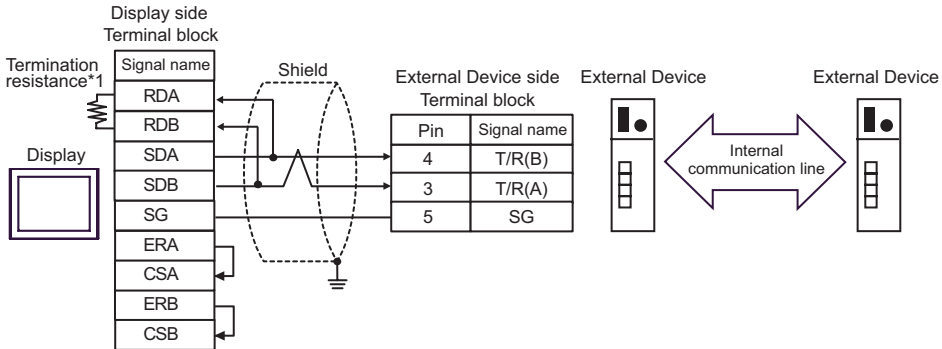 Display side
Terminal block
Termination
resistance*1
Signal name
RDA
RDB
SDA
SDB
SG
ERA
CSA
ERB
CSB
Display
Shield
External Device side
Terminal block
Pin Signal name
4 T/R(B)
3 T/R(A)
5 SG
External Device
Internal
communication line
External Device